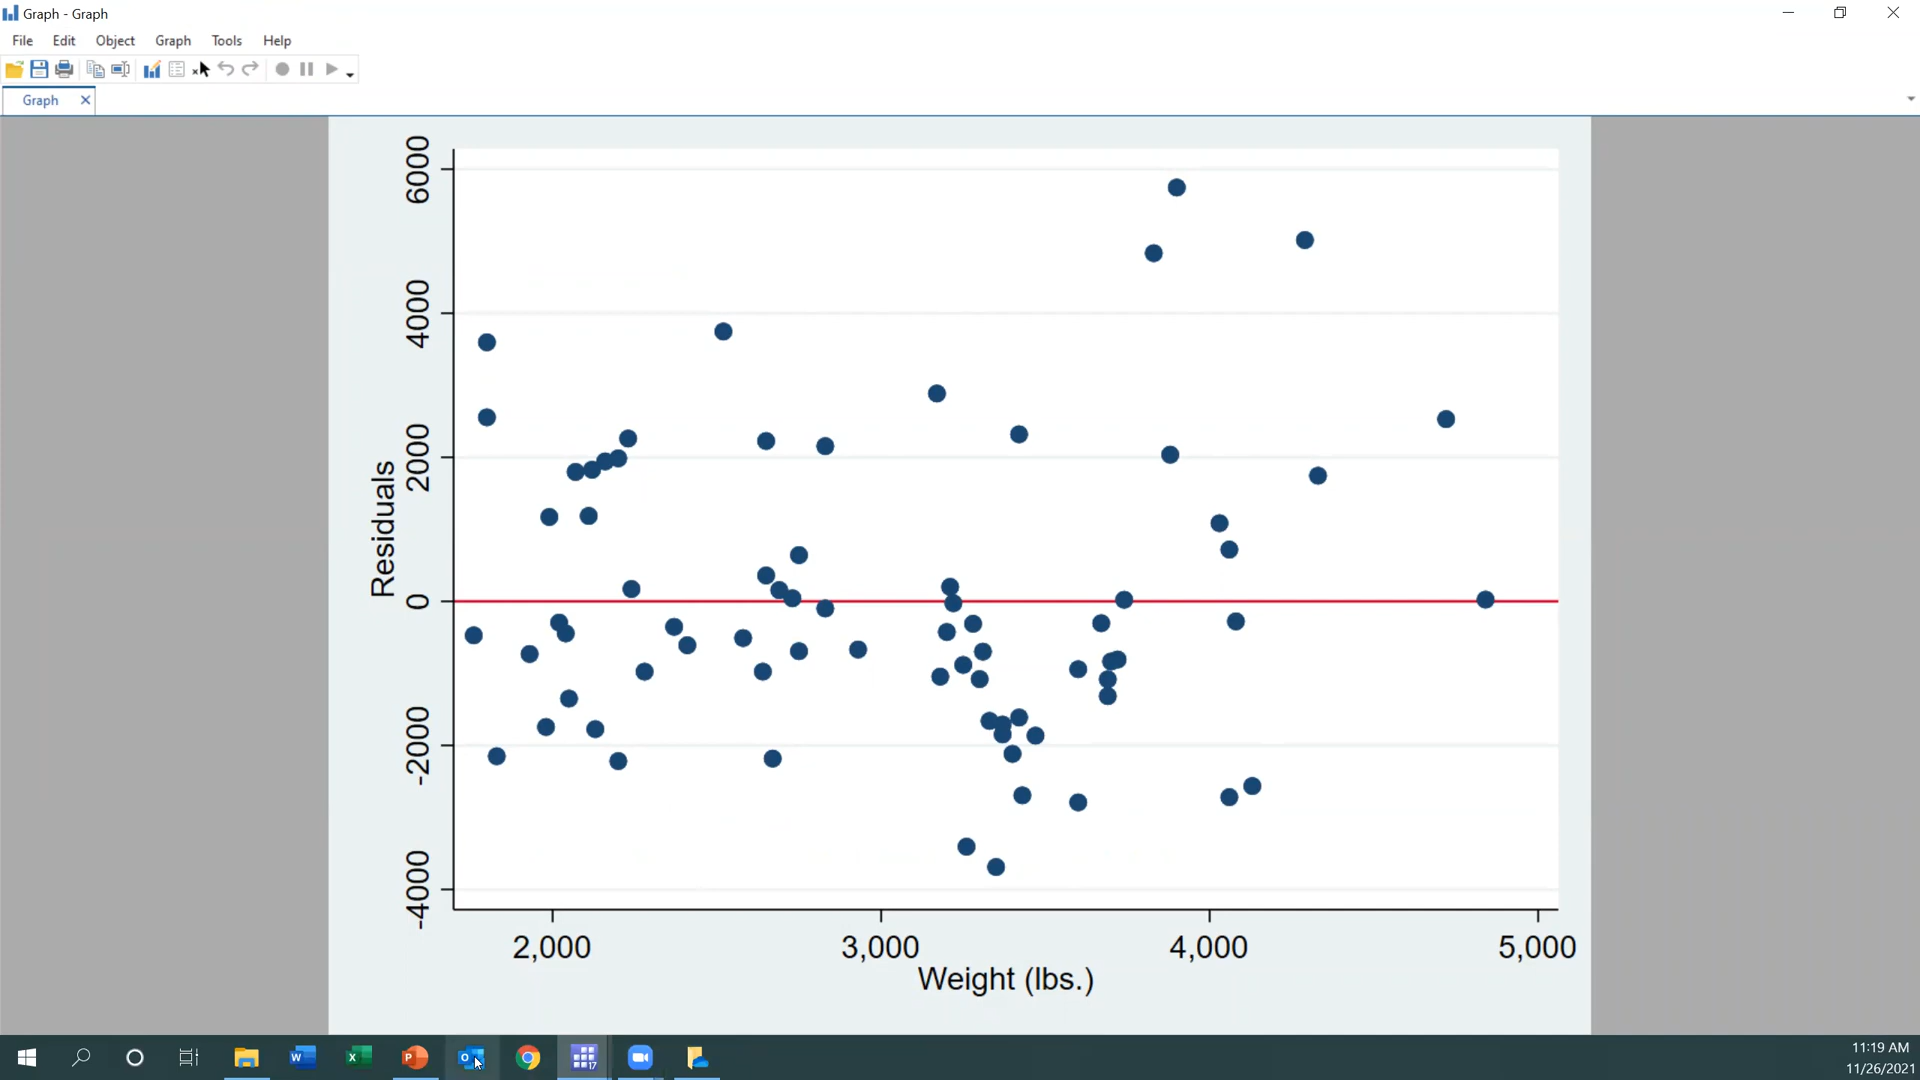 Graph - Graph
File Edit Object Graph Tools Help
Graph
6000
4000
2000
0
-2000
-4000
Residuals
2,000 3,000 4,000 5,000
Weight (lbs.)
17
11:19 AM
11/26/2021